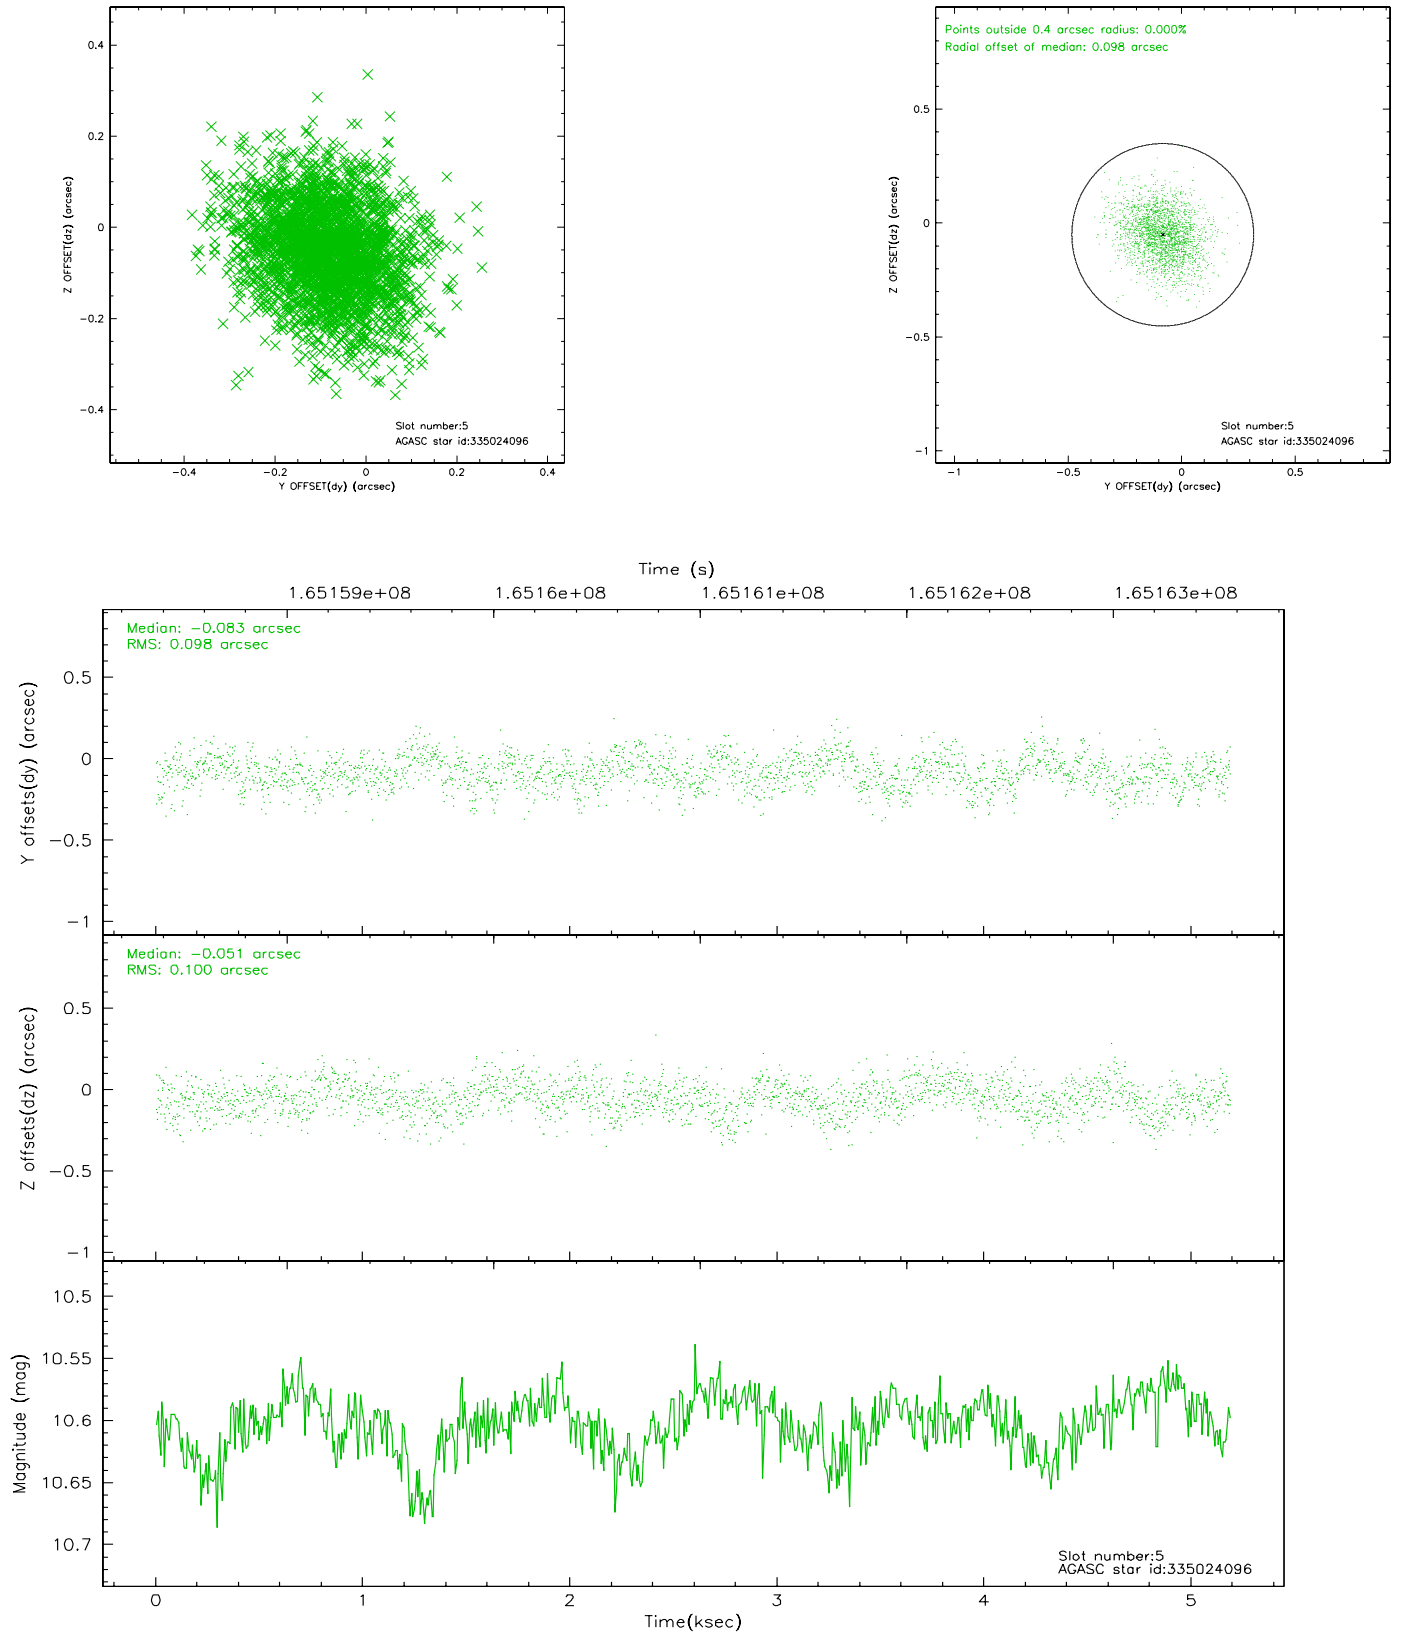 0.4
0.2
0
−0.2
−0.4
Z OFFSET(dz) (arcsec)
−0.4 −0.2 0 0.2 0.4
Y OFFSET(dy) (arcsec)
Slot number:5
AGASC star id:335024096
Points outside 0.4 arcsec radius: 0.000%
Radial offset of median: 0.098 arcsec
0.5
0
−0.5
−1
Z OFFSET(dz) (arcsec)
−1 −0.5 0 0.5
Y OFFSET(dy) (arcsec)
Slot number:5
AGASC star id:335024096
Time (s)
1.65159e+08 1.6516e+08 1.65161e+08 1.65162e+08 1.65163e+08
Median: −0.083 arcsec
RMS: 0.098 arcsec
0.5
0
−0.5
−1
Y offsets(dy) (arcsec)
Median: −0.051 arcsec
RMS: 0.100 arcsec
0.5
0
−0.5
−1
Z offsets(dz) (arcsec)
10.5
10.55
10.6
10.65
10.7
Magnitude (mag)
Slot number:5
AGASC star id:335024096
0 1 2 3 4 5
Time(ksec)